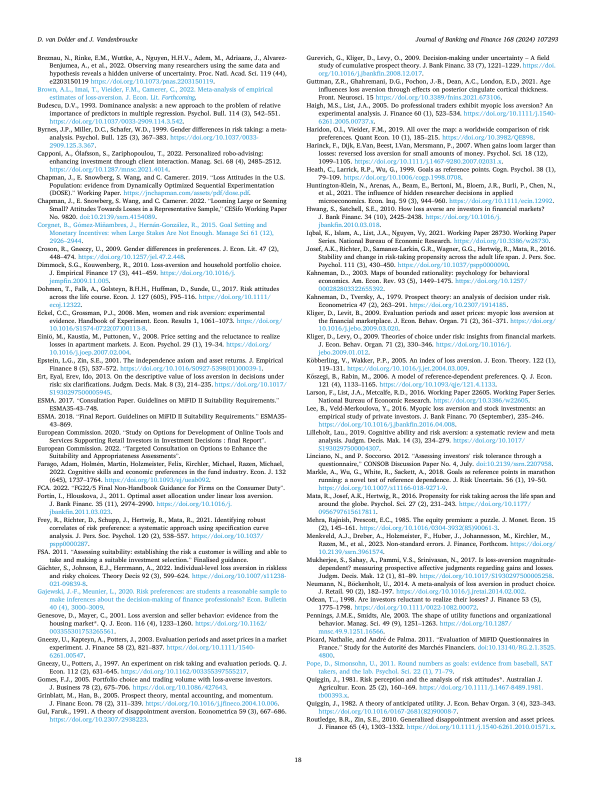 D. van Dolder and J. Vandenbroucke
Journal of Banking and Finance 168 (2024) 107293
Breznau, N., Rinke, E.M., Wuttke, A., Nguyen, H.H.V., Adem, M., Adriaans, J., Alvarez-
Benjumea, A., et al., 2022. Observing many researchers using the same data and
hypothesis reveals a hidden universe of uncertainty. Proc. Natl. Acad. Sci. 119 (44),
e2203150119 https://doi.org/10.1073/pnas.2203150119.
Brown, A.L., Imai, T., Vieider, F.M., Camerer, C., 2022. Meta-analysis of empirical
estimates of loss-aversion. J. Econ. Lit. Forthcoming.
Budescu, D.V., 1993. Dominance analysis: a new approach to the problem of relative
importance of predictors in multiple regression. Psychol. Bull. 114 (3), 542–551.
https://doi.org/10.1037/0033-2909.114.3.542.
Byrnes, J.P., Miller, D.C., Schafer, W.D., 1999. Gender differences in risk taking: a meta-
analysis. Psychol. Bull. 125 (3), 367–383. https://doi.org/10.1037/0033-
2909.125.3.367.
Capponi, A., Ólafsson, S., Zariphopoulou, T., 2022. Personalized robo-advising:
enhancing investment through client interaction. Manag. Sci. 68 (4), 2485–2512.
https://doi.org/10.1287/mnsc.2021.4014.
Chapman, J., E. Snowberg, S. Wang, and C. Camerer. 2019. "Loss Attitudes in the U.S.
Population: evidence from Dynamically Optimized Sequential Experimentation
(DOSE)." Working Paper. https://jnchapman.com/assets/pdf/dose.pdf.
Chapman, J., E. Snowberg, S. Wang, and C. Camerer. 2022. "Looming Large or Seeming
Small? Attitudes Towards Losses in a Representative Sample," CESifo Working Paper
No. 9820. doi:10.2139/ssrn.4154089.
Corgnet, B., Gómez-Miñambres, J., Hernán-González, R., 2015. Goal Setting and
Monetary Incentives: when Large Stakes Are Not Enough. Manage Sci 61 (12),
2926–2944.
Croson, R., Gneezy, U., 2009. Gender differences in preferences. J. Econ. Lit. 47 (2),
448–474. https://doi.org/10.1257/jel.47.2.448.
Dimmock, S.G., Kouwenberg, R., 2010. Loss-aversion and household portfolio choice.
J. Empirical Finance 17 (3), 441–459. https://doi.org/10.1016/j.
jempfin.2009.11.005.
Dohmen, T., Falk, A., Golsteyn, B.H.H., Huffman, D., Sunde, U., 2017. Risk attitudes
across the life course. Econ. J. 127 (605), F95–116. https://doi.org/10.1111/
ecoj.12322.
Eckel, C.C., Grossman, P.J., 2008. Men, women and risk aversion: experimental
evidence. Handbook of Experiment. Econ. Results 1, 1061–1073. https://doi.org/
10.1016/S1574-0722(07)00113-8.
Einiö, M., Kaustia, M., Puttonen, V., 2008. Price setting and the reluctance to realize
losses in apartment markets. J. Econ. Psychol. 29 (1), 19–34. https://doi.org/
10.1016/j.joep.2007.02.004.
Epstein, L.G., Zin, S.E., 2001. The independence axiom and asset returns. J. Empirical
Finance 8 (5), 537–572. https://doi.org/10.1016/S0927-5398(01)00039-1.
Ert, Eyal, Erev, Ido, 2013. On the descriptive value of loss aversion in decisions under
risk: six clarifications. Judgm. Decis. Mak. 8 (3), 214–235. https://doi.org/10.1017/
S1930297500005945.
ESMA. 2017. "Consultation Paper. Guidelines on MiFID II Suitability Requirements."
ESMA35-43-748.
ESMA. 2018. "Final Report. Guidelines on MiFID II Suitability Requirements." ESMA35-
43-869.
European Commission. 2020. "Study on Options for Development of Online Tools and
Services Supporting Retail Investors in Investment Decisions : final Report".
European Commission. 2022. "Targeted Consultation on Options to Enhance the
Suitability and Appropriateness Assessments".
Farago, Adam, Holmén, Martin, Holzmeister, Felix, Kirchler, Michael, Razen, Michael,
2022. Cognitive skills and economic preferences in the fund industry. Econ. J. 132
(645), 1737–1764. https://doi.org/10.1093/ej/ueab092.
FCA. 2022. "FG22/5 Final Non-Handbook Guidance for Firms on the Consumer Duty".
Fortin, I., Hlouskova, J., 2011. Optimal asset allocation under linear loss aversion.
J. Bank. Finance 35 (11), 2974–2990. https://doi.org/10.1016/j.
jbankfin.2011.03.023.
Frey, R., Richter, D., Schupp, J., Hertwig, R., Mata, R., 2021. Identifying robust
correlates of risk preference: a systematic approach using specification curve
analysis. J. Pers. Soc. Psychol. 120 (2), 538–557. https://doi.org/10.1037/
pspp0000287.
FSA. 2011. "Assessing suitability: establishing the risk a customer is willing and able to
take and making a suitable investment selection." Finalised guidance.
Gächter, S., Johnson, E.J., Herrmann, A., 2022. Individual-level loss aversion in riskless
and risky choices. Theory Decis 92 (3), 599–624. https://doi.org/10.1007/s11238-
021-09839-8.
Gajewski, J-F., Meunier, L., 2020. Risk preferences: are students a reasonable sample to
make inferences about the decision-making of finance professionals? Econ. Bulletin
40 (4), 3000–3009.
Genesove, D., Mayer, C., 2001. Loss aversion and seller behavior: evidence from the
housing market*. Q. J. Econ. 116 (4), 1233–1260. https://doi.org/10.1162/
003355301753265561.
Gneezy, U., Kapteyn, A., Potters, J., 2003. Evaluation periods and asset prices in a market
experiment. J. Finance 58 (2), 821–837. https://doi.org/10.1111/1540-
6261.00547.
Gneezy, U., Potters, J., 1997. An experiment on risk taking and evaluation periods. Q. J.
Econ. 112 (2), 631–645. https://doi.org/10.1162/003355397555217.
Gomes, F.J., 2005. Portfolio choice and trading volume with loss-averse investors.
J. Business 78 (2), 675–706. https://doi.org/10.1086/427643.
Grinblatt, M., Han, B., 2005. Prospect theory, mental accounting, and momentum.
J. Financ Econ. 78 (2), 311–339. https://doi.org/10.1016/j.jfineco.2004.10.006.
Gul, Faruk., 1991. A theory of disappointment aversion. Econometrica 59 (3), 667–686.
https://doi.org/10.2307/2938223.
Gurevich, G., Kliger, D., Levy, O., 2009. Decision-making under uncertainty – A field
study of cumulative prospect theory. J. Bank. Financ. 33 (7), 1221–1229. https://doi.
org/10.1016/j.jbankfin.2008.12.017.
Guttman, Z.R., Ghahremani, D.G., Pochon, J.-B., Dean, A.C., London, E.D., 2021. Age
influences loss aversion through effects on posterior cingulate cortical thickness.
Front. Neurosci. 15 https://doi.org/10.3389/fnins.2021.673106.
Haigh, M.S., List, J.A., 2005. Do professional traders exhibit myopic loss aversion? An
experimental analysis. J. Finance 60 (1), 523–534. https://doi.org/10.1111/j.1540-
6261.2005.00737.x.
Haridon, O.l., Vieider, F.M., 2019. All over the map: a worldwide comparison of risk
preferences. Quant Econ. 10 (1), 185–215. https://doi.org/10.3982/QE898.
Harinck, F., Dijk, E.Van, Beest, I.Van, Mersmann, P., 2007. When gains loom larger than
losses: reversed loss aversion for small amounts of money. Psychol. Sci. 18 (12),
1099–1105. https://doi.org/10.1111/j.1467-9280.2007.02031.x.
Heath, C., Larrick, R.P., Wu, G., 1999. Goals as reference points. Cogn. Psychol. 38 (1),
79–109. https://doi.org/10.1006/cogp.1998.0708.
Huntington-Klein, N., Arenas, A., Beam, E., Bertoni, M., Bloem, J.R., Burli, P., Chen, N.,
et al., 2021. The influence of hidden researcher decisions in applied
microeconomics. Econ. Inq. 59 (3), 944–960. https://doi.org/10.1111/ecin.12992.
Hwang, S., Satchell, S.E., 2010. How loss averse are investors in financial markets?
J. Bank. Financ. 34 (10), 2425–2438. https://doi.org/10.1016/j.
jbankfin.2010.03.018.
Iqbal, K., Islam, A., List, J.A., Nguyen, Vy, 2021. Working Paper 28730. Working Paper
Series. National Bureau of Economic Research. https://doi.org/10.3386/w28730.
Josef, A.K., Richter, D., Samanez-Larkin, G.R., Wagner, G.G., Hertwig, R., Mata, R., 2016.
Stability and change in risk-taking propensity across the adult life span. J. Pers. Soc.
Psychol. 111 (3), 430–450. https://doi.org/10.1037/pspp0000090.
Kahneman, D., 2003. Maps of bounded rationality: psychology for behavioral
economics. Am. Econ. Rev. 93 (5), 1449–1475. https://doi.org/10.1257/
000282803322655392.
Kahneman, D., Tversky, A., 1979. Prospect theory: an analysis of decision under risk.
Econometrica 47 (2), 263–291. https://doi.org/10.2307/1914185.
Kliger, D., Levit, B., 2009. Evaluation periods and asset prices: myopic loss aversion at
the financial marketplace. J. Econ. Behav. Organ. 71 (2), 361–371. https://doi.org/
10.1016/j.jebo.2009.03.020.
Kliger, D., Levy, O., 2009. Theories of choice under risk: insights from financial markets.
J. Econ. Behav. Organ. 71 (2), 330–346. https://doi.org/10.1016/j.
jebo.2009.01.012.
Köbberling, V., Wakker, P.P., 2005. An index of loss aversion. J. Econ. Theory. 122 (1),
119–131. https://doi.org/10.1016/j.jet.2004.03.009.
Kőszegi, B., Rabin, M., 2006. A model of reference-dependent preferences. Q. J. Econ.
121 (4), 1133–1165. https://doi.org/10.1093/qje/121.4.1133.
Larson, F., List, J.A., Metcalfe, R.D., 2016. Working Paper 22605. Working Paper Series.
National Bureau of Economic Research. https://doi.org/10.3386/w22605.
Lee, B., Veld-Merkoulova, Y., 2016. Myopic loss aversion and stock investments: an
empirical study of private investors. J. Bank. Financ. 70 (September), 235–246.
https://doi.org/10.1016/j.jbankfin.2016.04.008.
Lilleholt, Lau., 2019. Cognitive ability and risk aversion: a systematic review and meta
analysis. Judgm. Decis. Mak. 14 (3), 234–279. https://doi.org/10.1017/
S1930297500004307.
Linciano, N., and P. Soccorso. 2012. "Assessing investors' risk tolerance through a
questionnaire," CONSOB Discussion Paper No. 4, July. doi:10.2139/ssrn.2207958.
Markle, A., Wu, G., White, R., Sackett, A., 2018. Goals as reference points in marathon
running: a novel test of reference dependence. J. Risk Uncertain. 56 (1), 19–50.
https://doi.org/10.1007/s11166-018-9271-9.
Mata, R., Josef, A.K., Hertwig, R., 2016. Propensity for risk taking across the life span and
around the globe. Psychol. Sci. 27 (2), 231–243. https://doi.org/10.1177/
0956797615617811.
Mehra, Rajnish, Prescott, E.C., 1985. The equity premium: a puzzle. J. Monet. Econ. 15
(2), 145–161. https://doi.org/10.1016/0304-3932(85)90061-3.
Menkveld, A.J., Dreber, A., Holzmeister, F., Huber, J., Johannesson, M., Kirchler, M.,
Razen, M., et al., 2023. Non-standard errors. J. Finance, Forthcom. https://doi.org/
10.2139/ssrn.3961574.
Mukherjee, S., Sahay, A., Pammi, V.S., Srinivasan, N., 2017. Is loss-aversion magnitude-
dependent? measuring prospective affective judgments regarding gains and losses.
Judgm. Decis. Mak. 12 (1), 81–89. https://doi.org/10.1017/S1930297500005258.
Neumann, N., Böckenholt, U., 2014. A meta-analysis of loss aversion in product choice.
J. Retail. 90 (2), 182–197. https://doi.org/10.1016/j.jretai.2014.02.002.
Odean, T., 1998. Are investors reluctant to realize their losses? J. Finance 53 (5),
1775–1798. https://doi.org/10.1111/0022-1082.00072.
Pennings, J.M.E., Smidts, Ale, 2003. The shape of utility functions and organizational
behavior. Manag. Sci. 49 (9), 1251–1263. https://doi.org/10.1287/
mnsc.49.9.1251.16566.
Picard, Nathalie, and André de Palma. 2011. "Evaluation of MiFID Questionnaires in
France." Study for the Autorité des Marchés Financiers. doi:10.13140/RG.2.1.3525.
4800.
Pope, D., Simonsohn, U., 2011. Round numbers as goals: evidence from baseball, SAT
takers, and the lab. Psychol. Sci. 22 (1), 71–79.
Quiggin, J., 1981. Risk perception and the analysis of risk attitudes*. Australian J.
Agricultur. Econ. 25 (2), 160–169. https://doi.org/10.1111/j.1467-8489.1981.
tb00393.x.
Quiggin, J., 1982. A theory of anticipated utility. J. Econ. Behav Organ. 3 (4), 323–343.
https://doi.org/10.1016/0167-2681(82)90008-7.
Routledge, B.R., Zin, S.E., 2010. Generalized disappointment aversion and asset prices.
J. Finance 65 (4), 1303–1332. https://doi.org/10.1111/j.1540-6261.2010.01571.x.
18